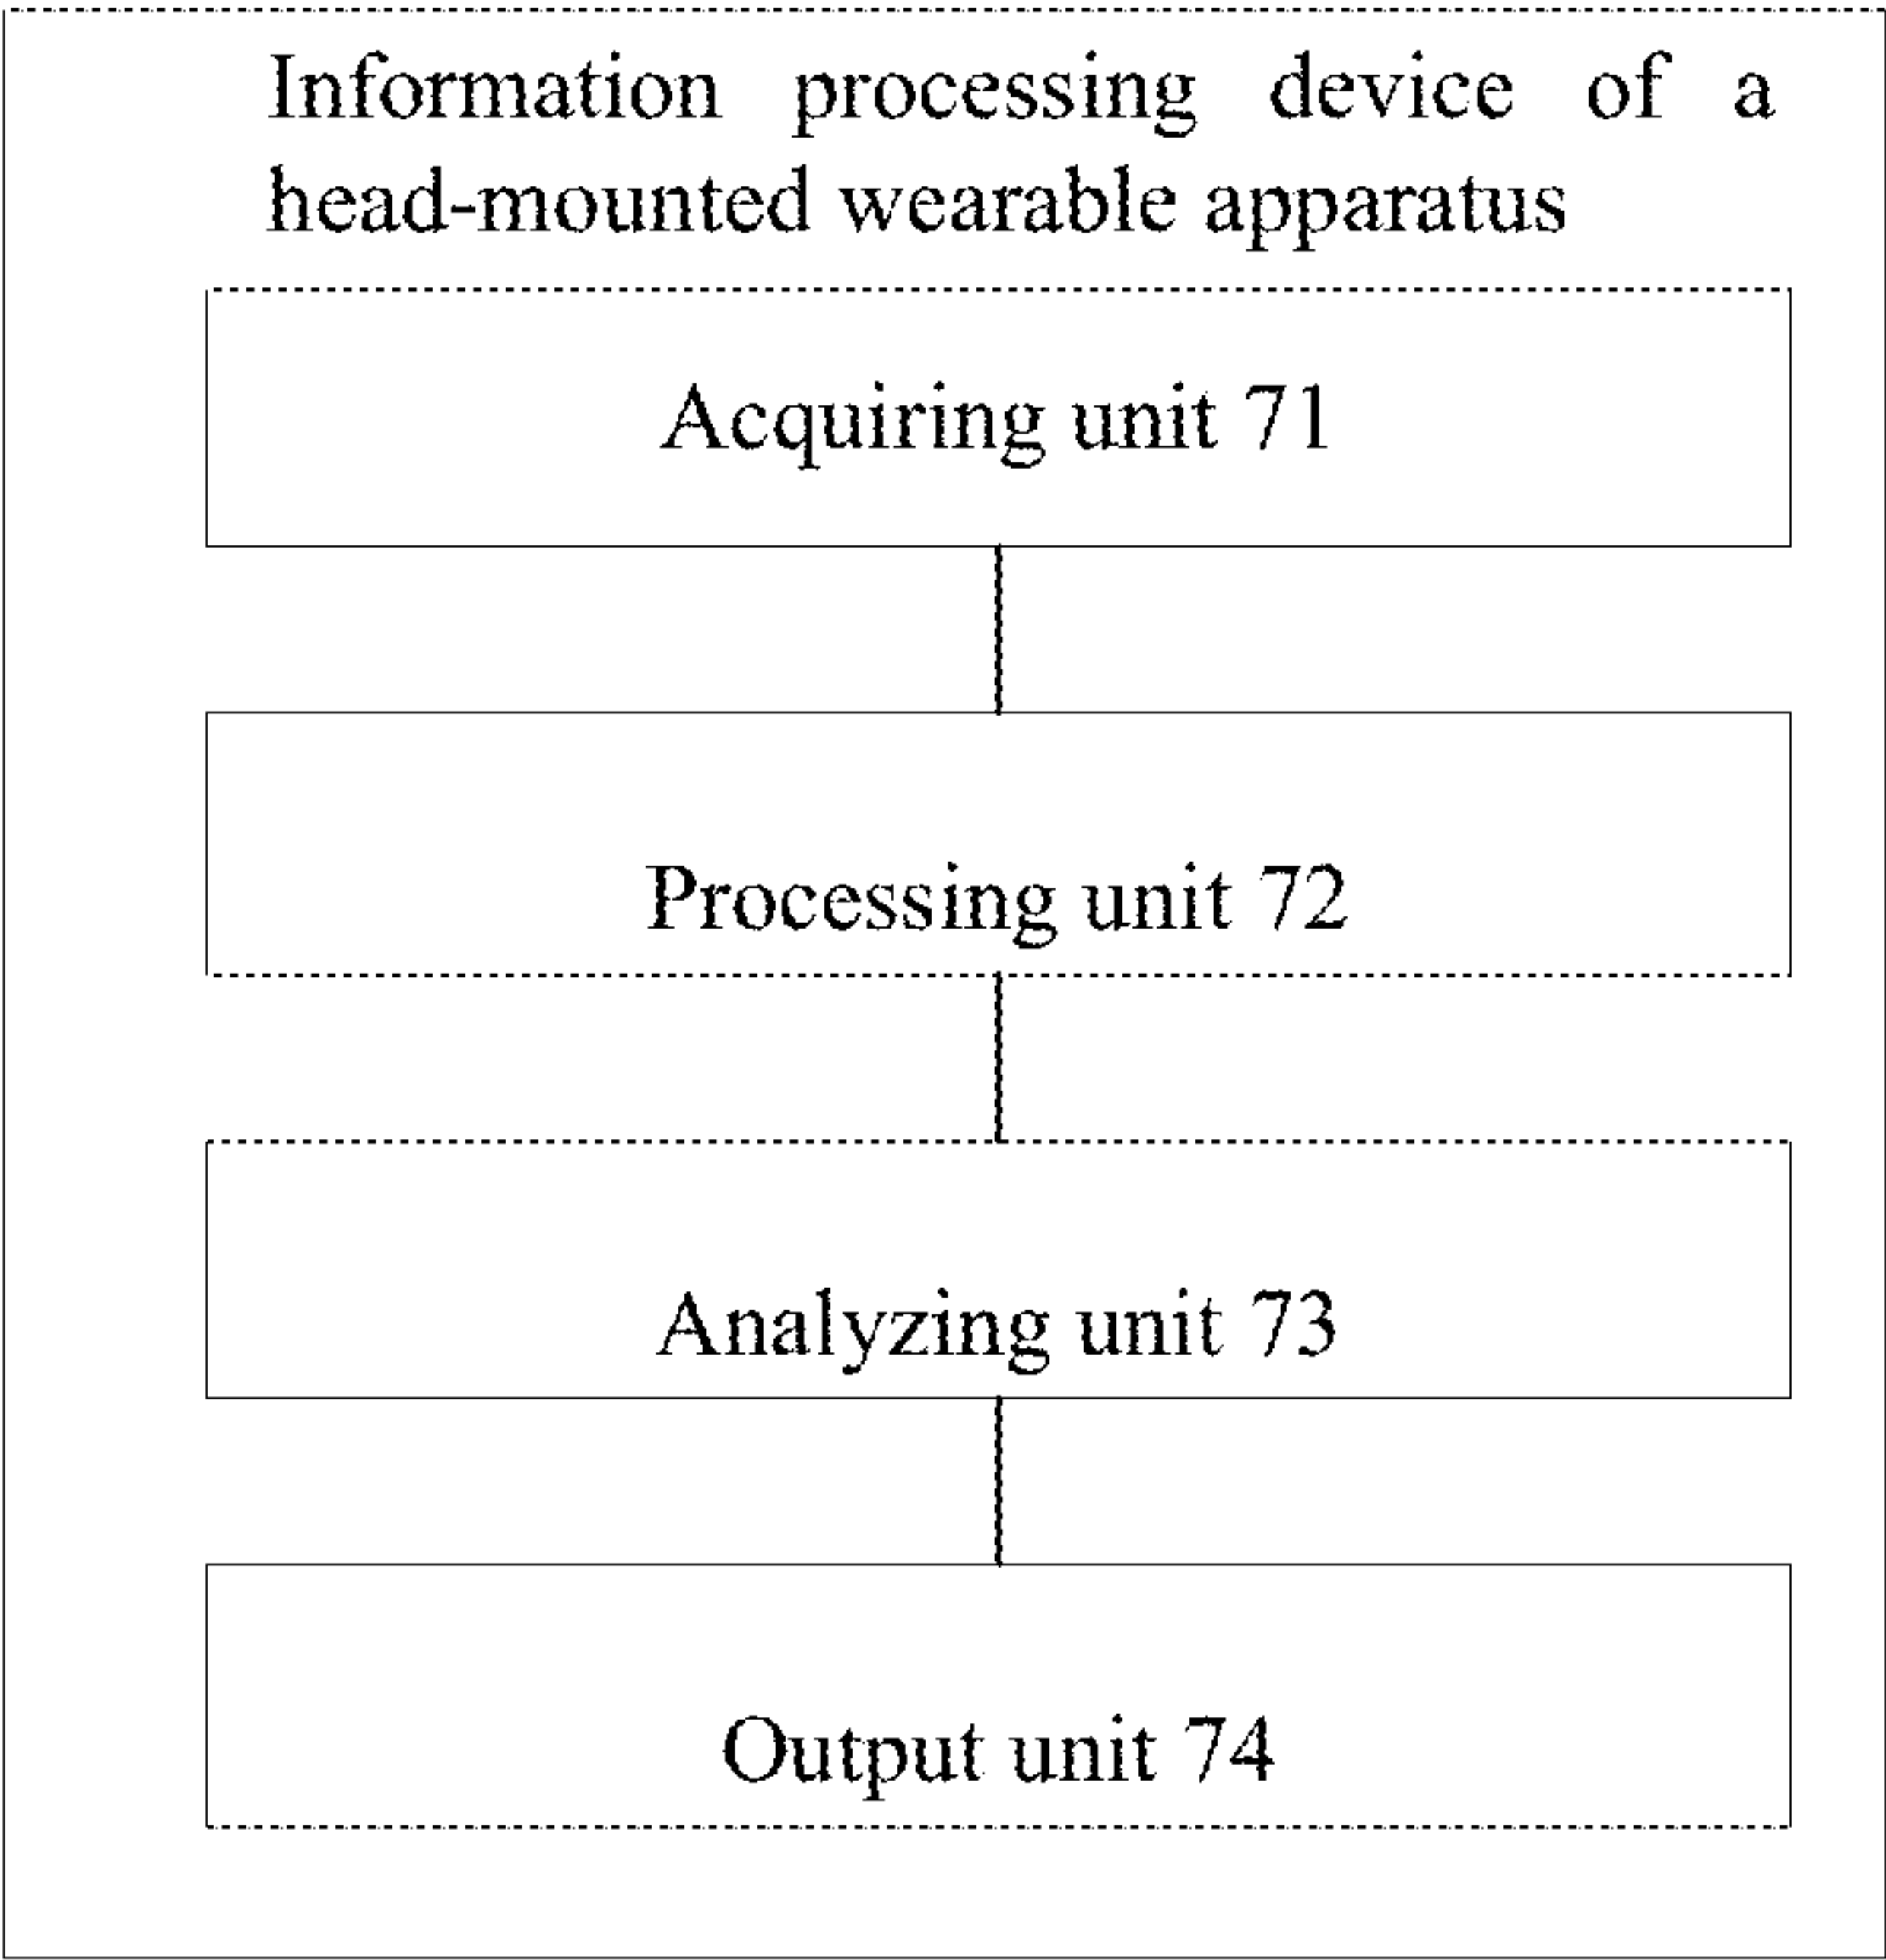 Information processing device of a
head-mounted wearable apparatus
Acquiring unit 71
Processing unit 72
Analyzing unit 73
Output unit 74